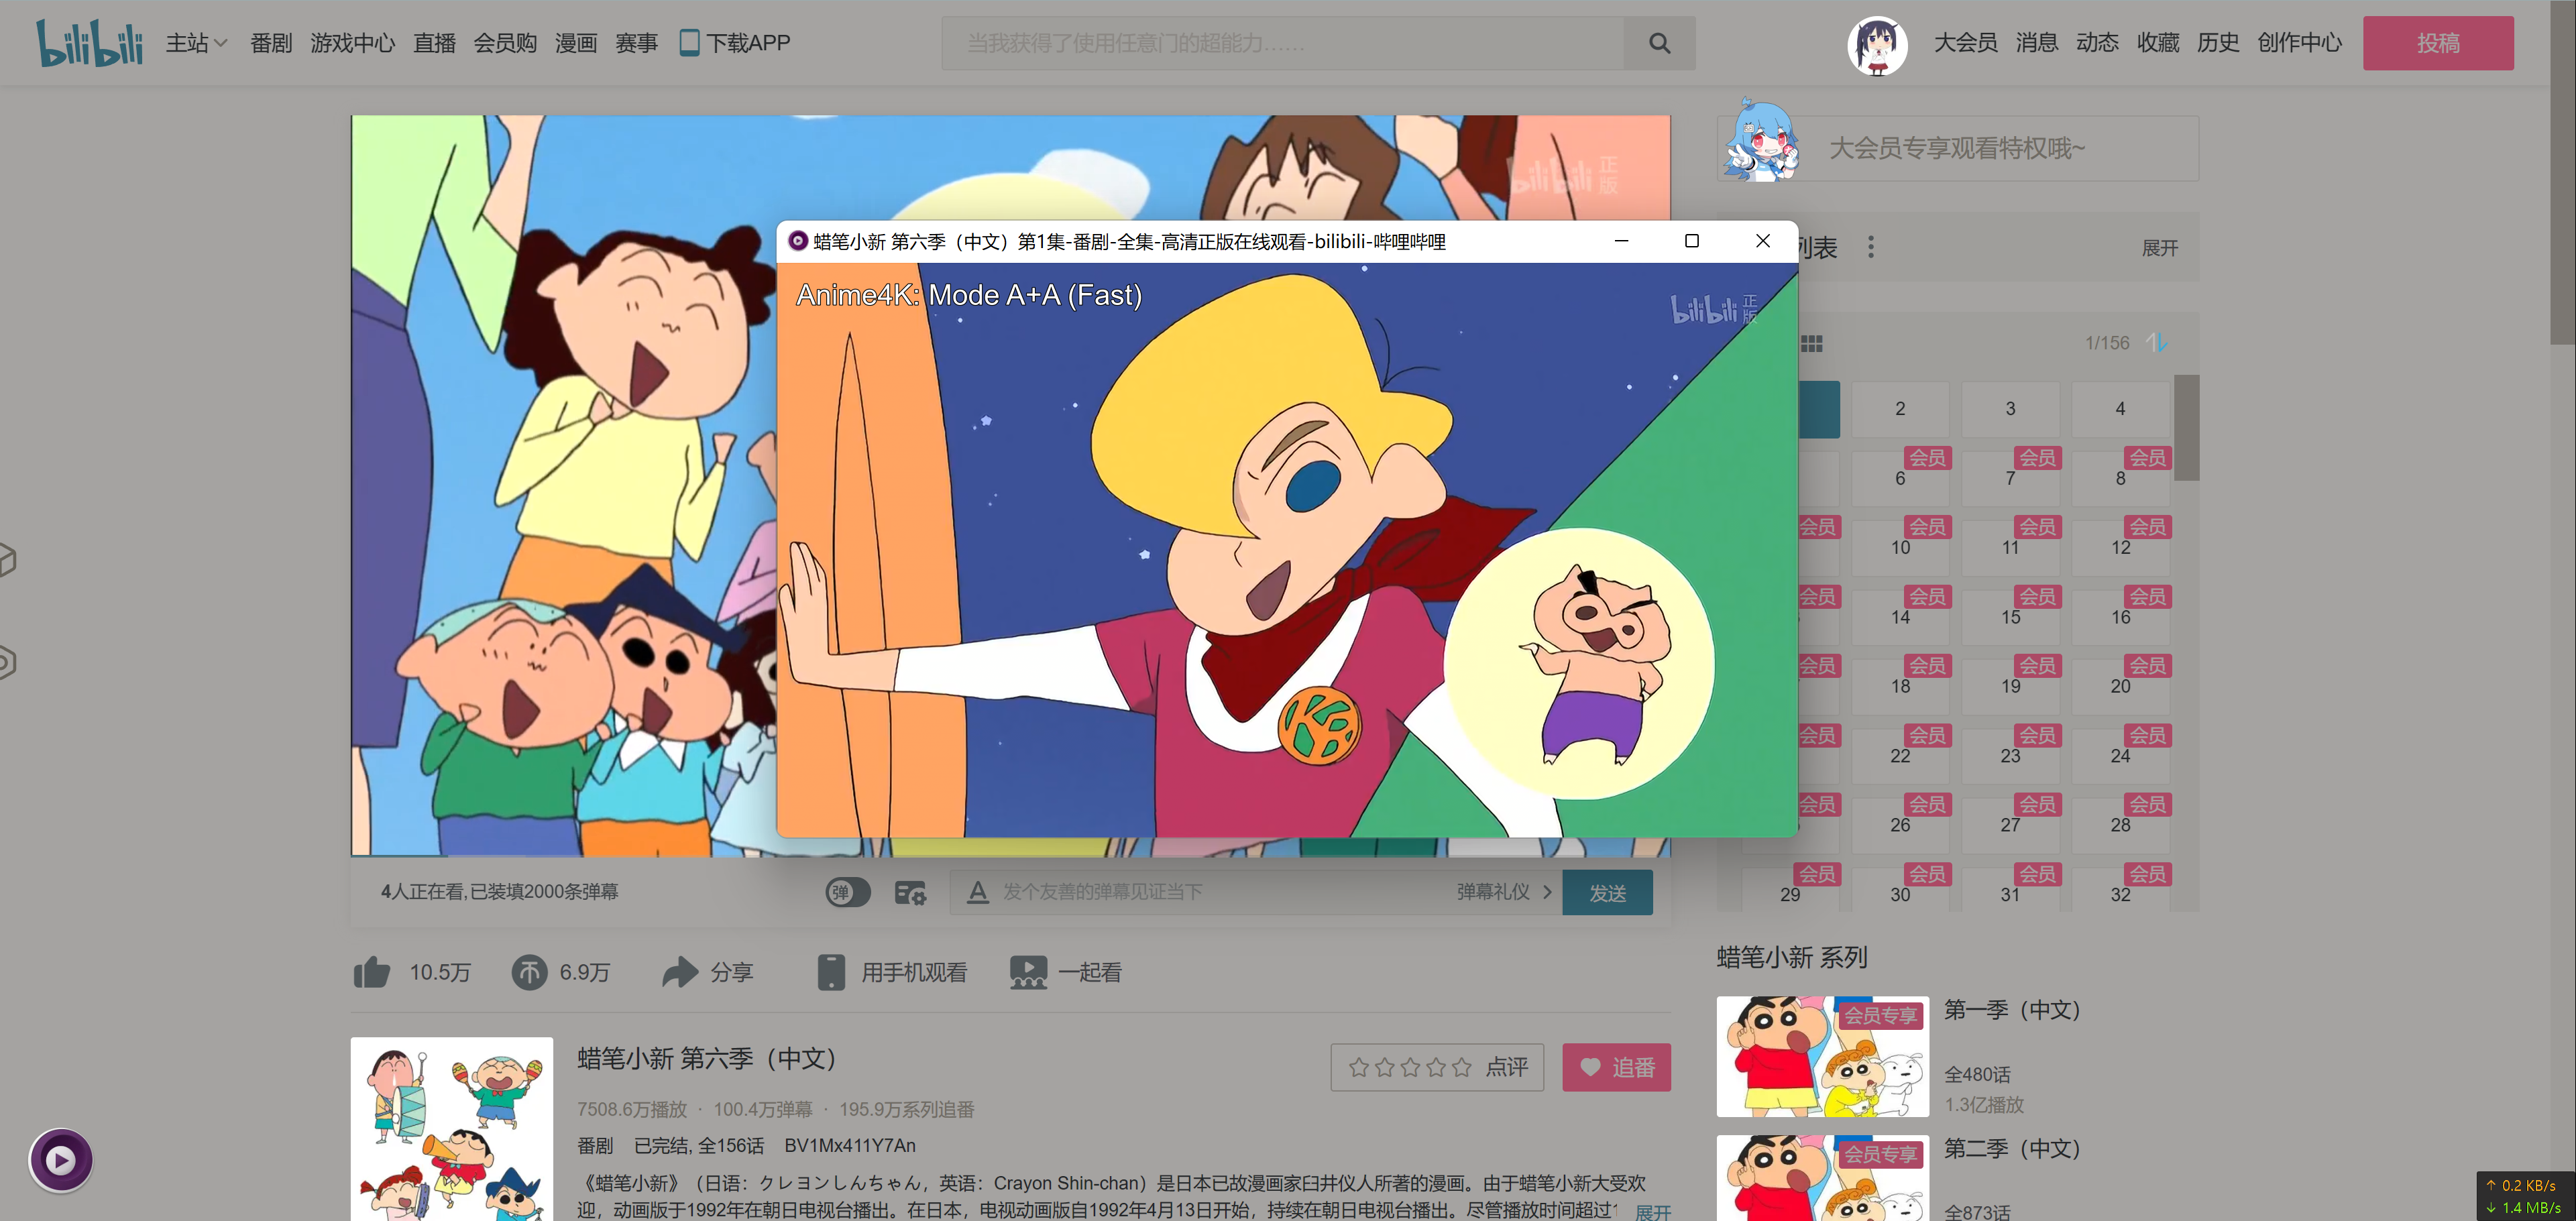 bilibili 主站 番剧 游戏中心 直播 会员购 漫画 赛事 下载APP 当我获得了使用任意门的超能力…… 大会员 消息 动态 收藏 历史 创作中心 投稿
bilibili 正版
大会员专享观看特权哦~
蜡笔小新 第六季（中文）第1集-番剧-全集-高清正版在线观看-bilibili-哔哩哔哩
列表 展开
Anime4K: Mode A+A (Fast)
bilibili 正版
1/156
2 3 4
会员 会员 会员
6 7 8
会员 会员 会员 会员
10 11 12
会员 会员 会员 会员
14 15 16
会员 会员 会员 会员
18 19 20
会员 会员 会员 会员
22 23 24
会员 会员 会员 会员
26 27 28
会员 会员 会员 会员
29 30 31 32
4人正在看,已装填2000条弹幕 弹 A 发个友善的弹幕见证当下 弹幕礼仪 发送
10.5万 6.9万 分享 用手机观看 一起看
蜡笔小新 第六季（中文） 点评 追番
7508.6万播放 · 100.4万弹幕 · 195.9万系列追番
番剧 已完结, 全156话 BV1Mx411Y7An
《蜡笔小新》（日语：クレヨンしんちゃん，英语：Crayon Shin-chan）是日本已故漫画家臼井仪人所著的漫画。由于蜡笔小新大受欢
迎，动画版于1992年在朝日电视台播出。在日本，电视动画版自1992年4月13日开始，持续在朝日电视台播出。尽管播放时间超过 展开
蜡笔小新 系列
会员专享 第一季（中文）
全480话
1.3亿播放
会员专享 第二季（中文）
全873话
↑ 0.2 KB/s
↓ 1.4 MB/s